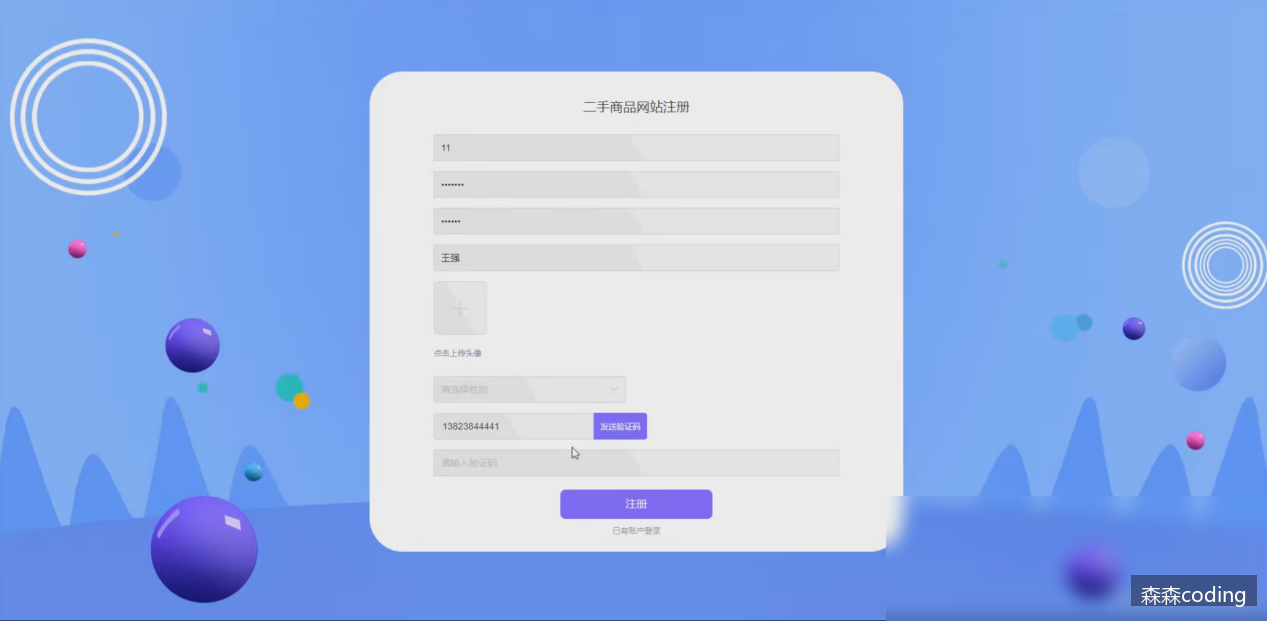 二手商品网站注册
11
•••••••
••••••
王强
点击上传头像
请选择性别
13823844441 发送验证码
请输入验证码
注册
已有账户登录
森森coding